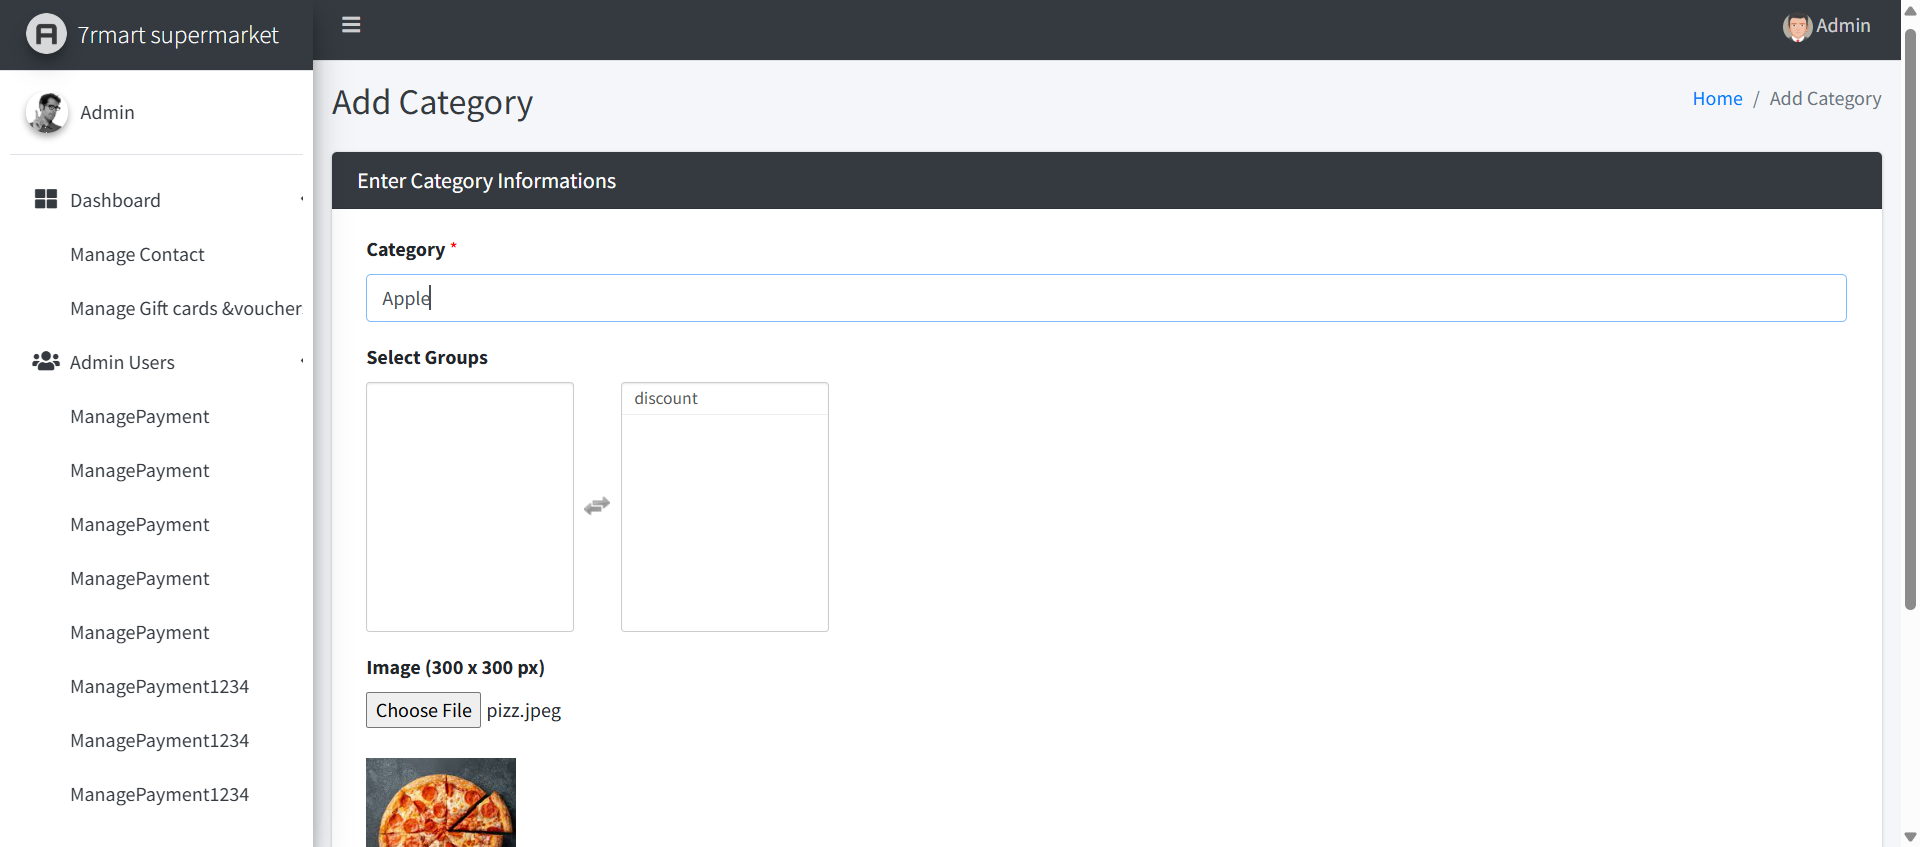 7rmart supermarket
Admin
Admin
Add Category
Home / Add Category
Dashboard
Manage Contact
Manage Gift cards &voucher
Admin Users
ManagePayment
ManagePayment
ManagePayment
ManagePayment
ManagePayment
ManagePayment1234
ManagePayment1234
ManagePayment1234
Enter Category Informations
Category *
Apple
Select Groups
discount
Image (300 x 300 px)
Choose File pizz.jpeg